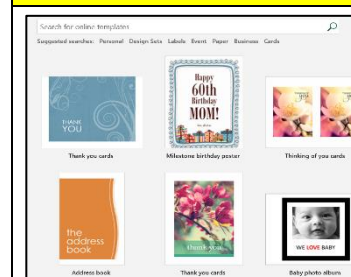 Search for online templates
Suggested searches: Personal Design Sets Labels Event Paper Business Cards
THANK
YOU
Happy
60th
Birthday
MOM!
Thank you cards
Milestone birthday poster
Thinking of you cards
the
address
book
thank you
WE LOVE BABY
Address book
Thank you cards
Baby photo album